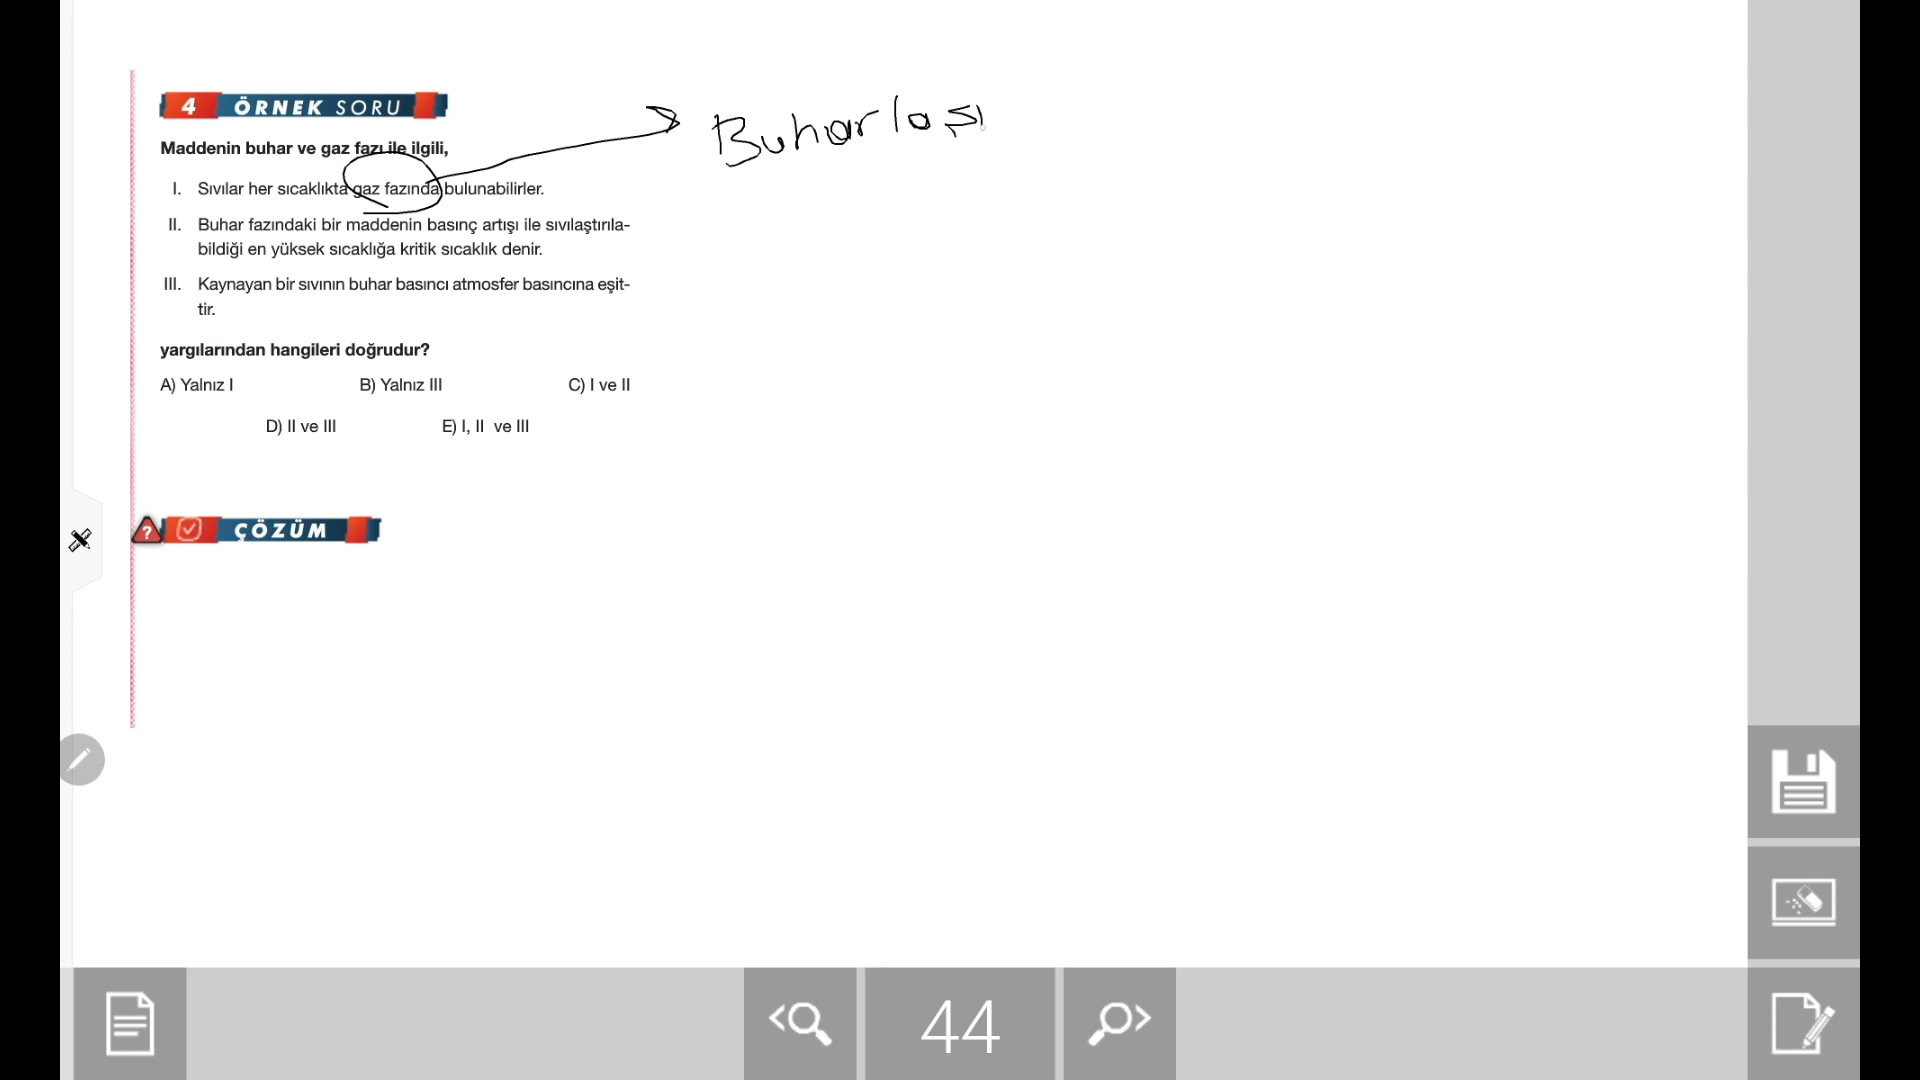 4 ÖRNEK SORU
Buharlaşı
Maddenin buhar ve gaz fazı ile ilgili,
I. Sıvılar her sıcaklıkta gaz fazında bulunabilirler.
II. Buhar fazındaki bir maddenin basınç artışı ile sıvılaştırıla-
bildiği en yüksek sıcaklığa kritik sıcaklık denir.
III. Kaynayan bir sıvının buhar basıncı atmosfer basıncına eşit-
tir.
yargılarından hangileri doğrudur?
A) Yalnız I B) Yalnız III C) I ve II
D) II ve III E) I, II ve III
? ÇÖZÜM
44